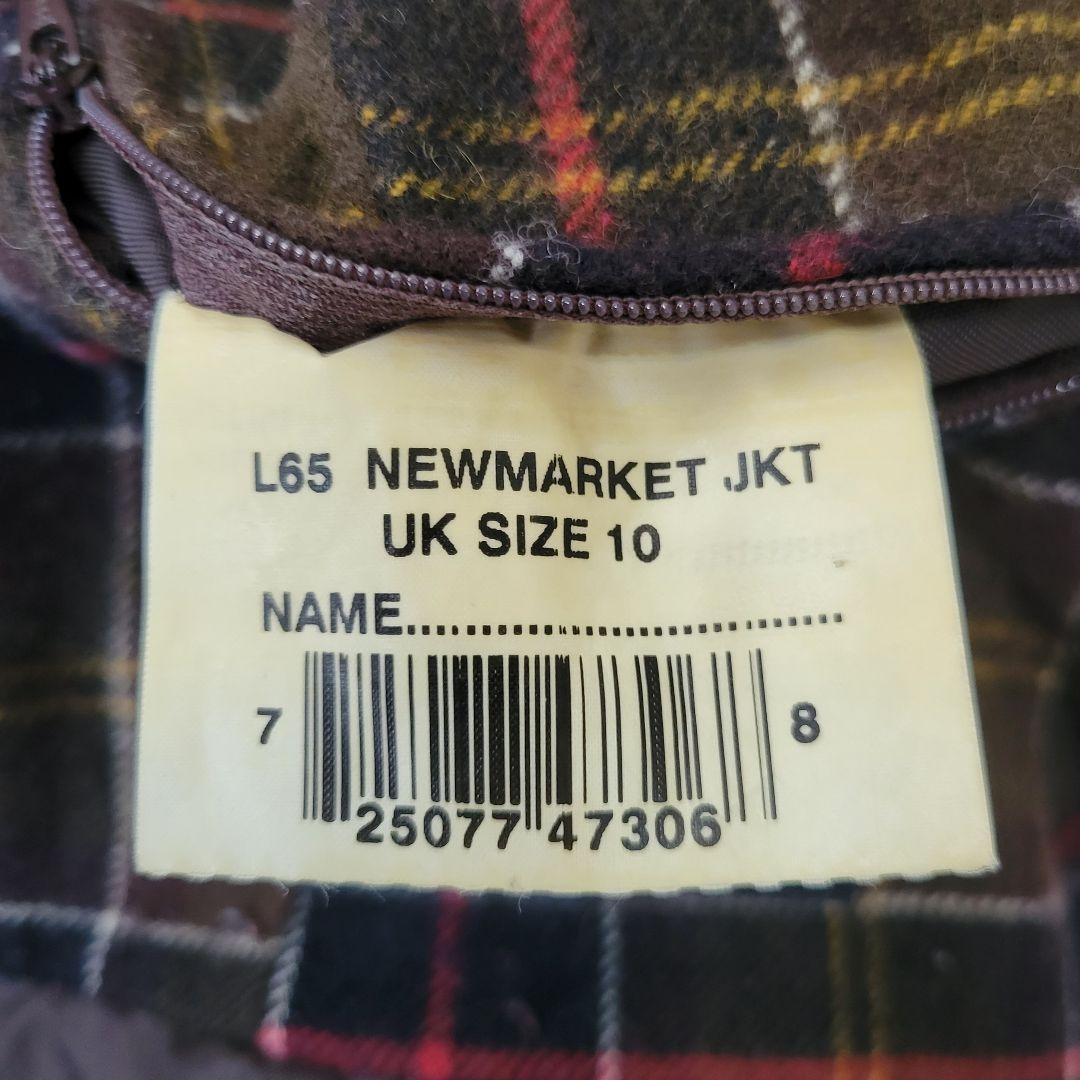 L65 NEWMARKET JKT
UK SIZE 10
NAME....................................
7 25077 47306 8